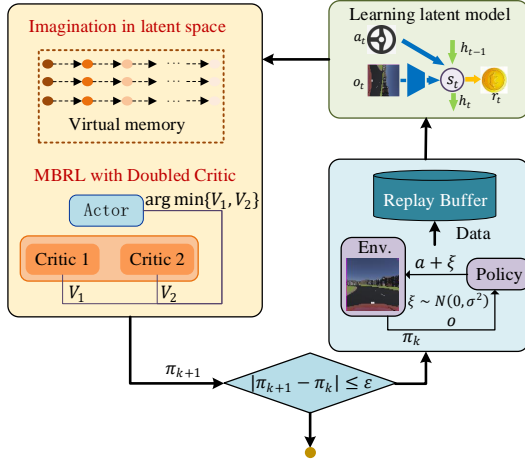 Imagination in latent space
Virtual memory
MBRL with Doubled Critic
Actor
arg min{V₁, V₂}
Critic 1
Critic 2
V₁
V₂
Learning latent model
aₜ
hₜ₋₁
oₜ
sₜ
hₜ
rₜ
Replay Buffer
Data
Env.
a + ξ
Policy
ξ ~ N(0, σ²)
o
πₖ
πₖ₊₁
|πₖ₊₁ − πₖ| ≤ ε